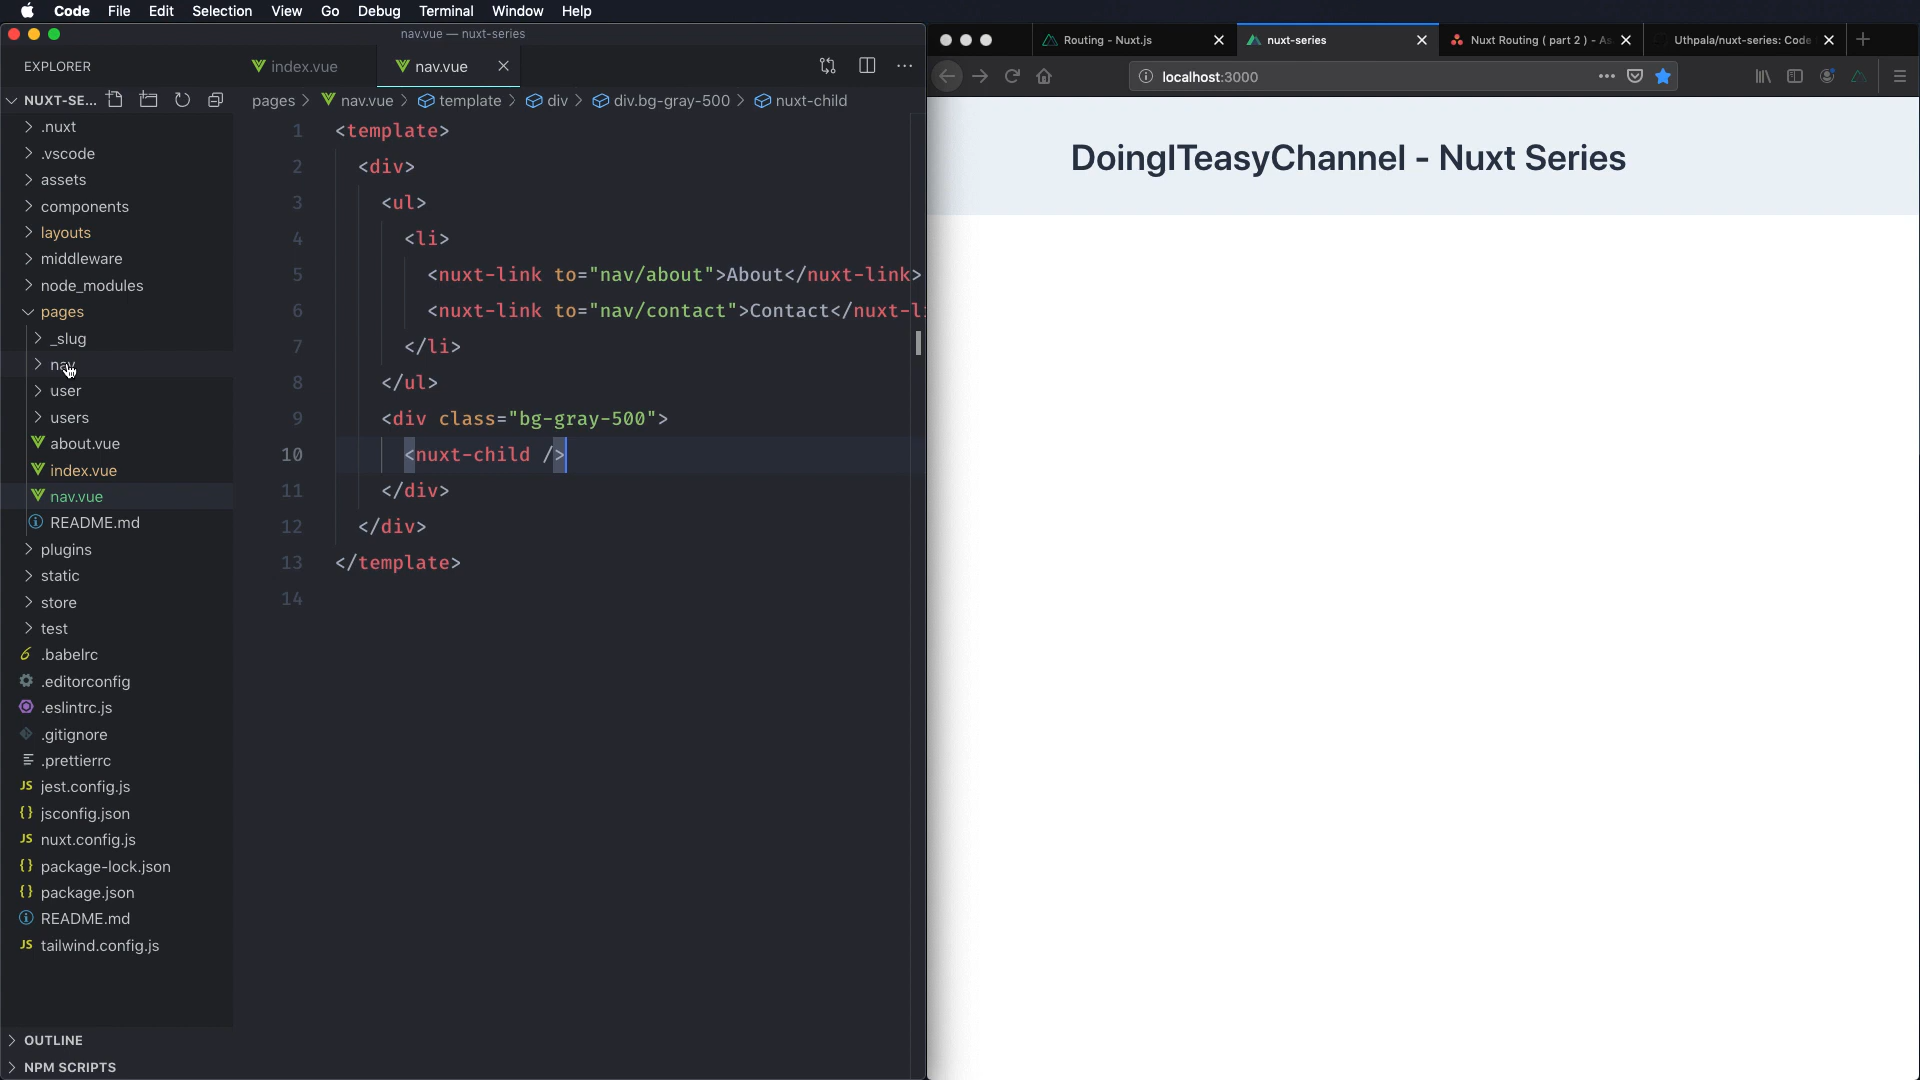 Code File Edit Selection View Go Debug Terminal Window Help
nav.vue — nuxt-series
EXPLORER
index.vue
nav.vue
NUXT-SE...
pages > nav.vue > template > div > div.bg-gray-500 > nuxt-child
.nuxt
.vscode
assets
components
layouts
middleware
node_modules
pages
_slug
nav
user
users
about.vue
index.vue
nav.vue
README.md
plugins
static
store
test
.babelrc
.editorconfig
.eslintrc.js
.gitignore
.prettierrc
jest.config.js
jsconfig.json
nuxt.config.js
package-lock.json
package.json
README.md
tailwind.config.js
OUTLINE
NPM SCRIPTS
1 <template>
2 <div>
3 <ul>
4 <li>
5 <nuxt-link to="nav/about">About</nuxt-link>
6 <nuxt-link to="nav/contact">Contact</nuxt-l
7 </li>
8 </ul>
9 <div class="bg-gray-500">
10 <nuxt-child />
11 </div>
12 </div>
13 </template>
14
Routing - Nuxt.js
nuxt-series
Nuxt Routing ( part 2 ) - As
Uthpala/nuxt-series: Code
localhost:3000
DoingITeasyChannel - Nuxt Series